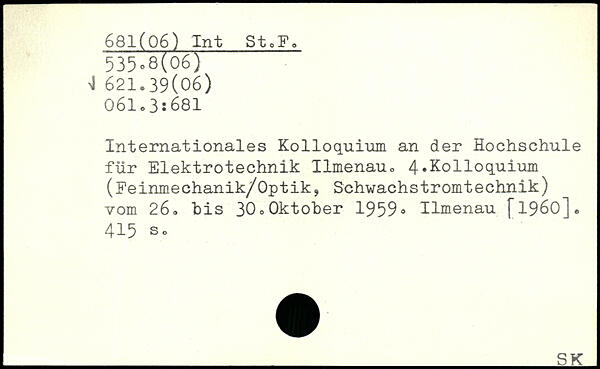 681(06) Int St.F.
535.8(06)
√ 621.39(06)
061.3:681
Internationales Kolloquium an der Hochschule
für Elektrotechnik Ilmenau. 4.Kolloquium
(Feinmechanik/Optik, Schwachstromtechnik)
vom 26. bis 30.Oktober 1959. Ilmenau [1960].
415 s.
SK